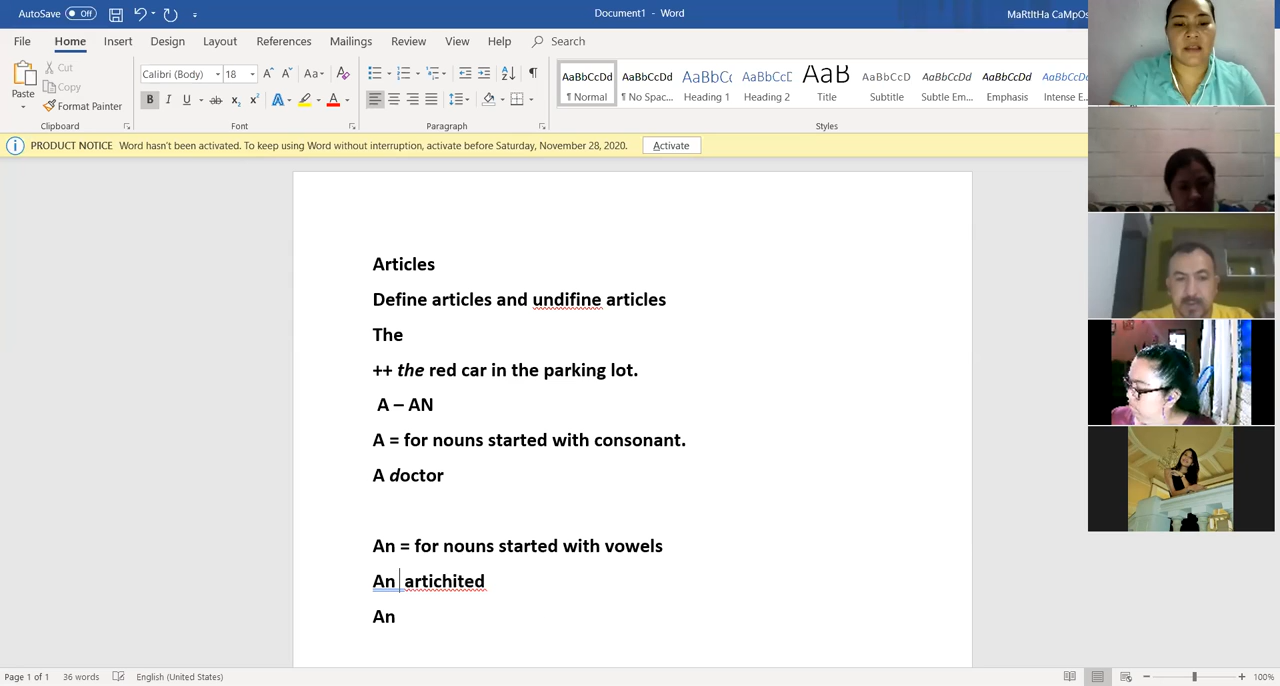 AutoSave Off Document1 - Word MaRtItHa CaMpOs
File Home Insert Design Layout References Mailings Review View Help Search
Paste Cut Copy Format Painter
Calibri (Body) 18 Aa
B I U ab x₂ x² A A
AaBbCcDd AaBbCcDd AaBbCc AaBbCcD AaB AaBbCcD AaBbCcDd AaBbCcDd AaBbCcDd
¶ Normal ¶ No Spac... Heading 1 Heading 2 Title Subtitle Subtle Em... Emphasis Intense E...
Clipboard Font Paragraph Styles
PRODUCT NOTICE Word hasn't been activated. To keep using Word without interruption, activate before Saturday, November 28, 2020. Activate
Articles
Define articles and undifine articles
The
++ the red car in the parking lot.
A – AN
A = for nouns started with consonant.
A doctor
An = for nouns started with vowels
An artichited
An
Page 1 of 1 36 words English (United States) 100%